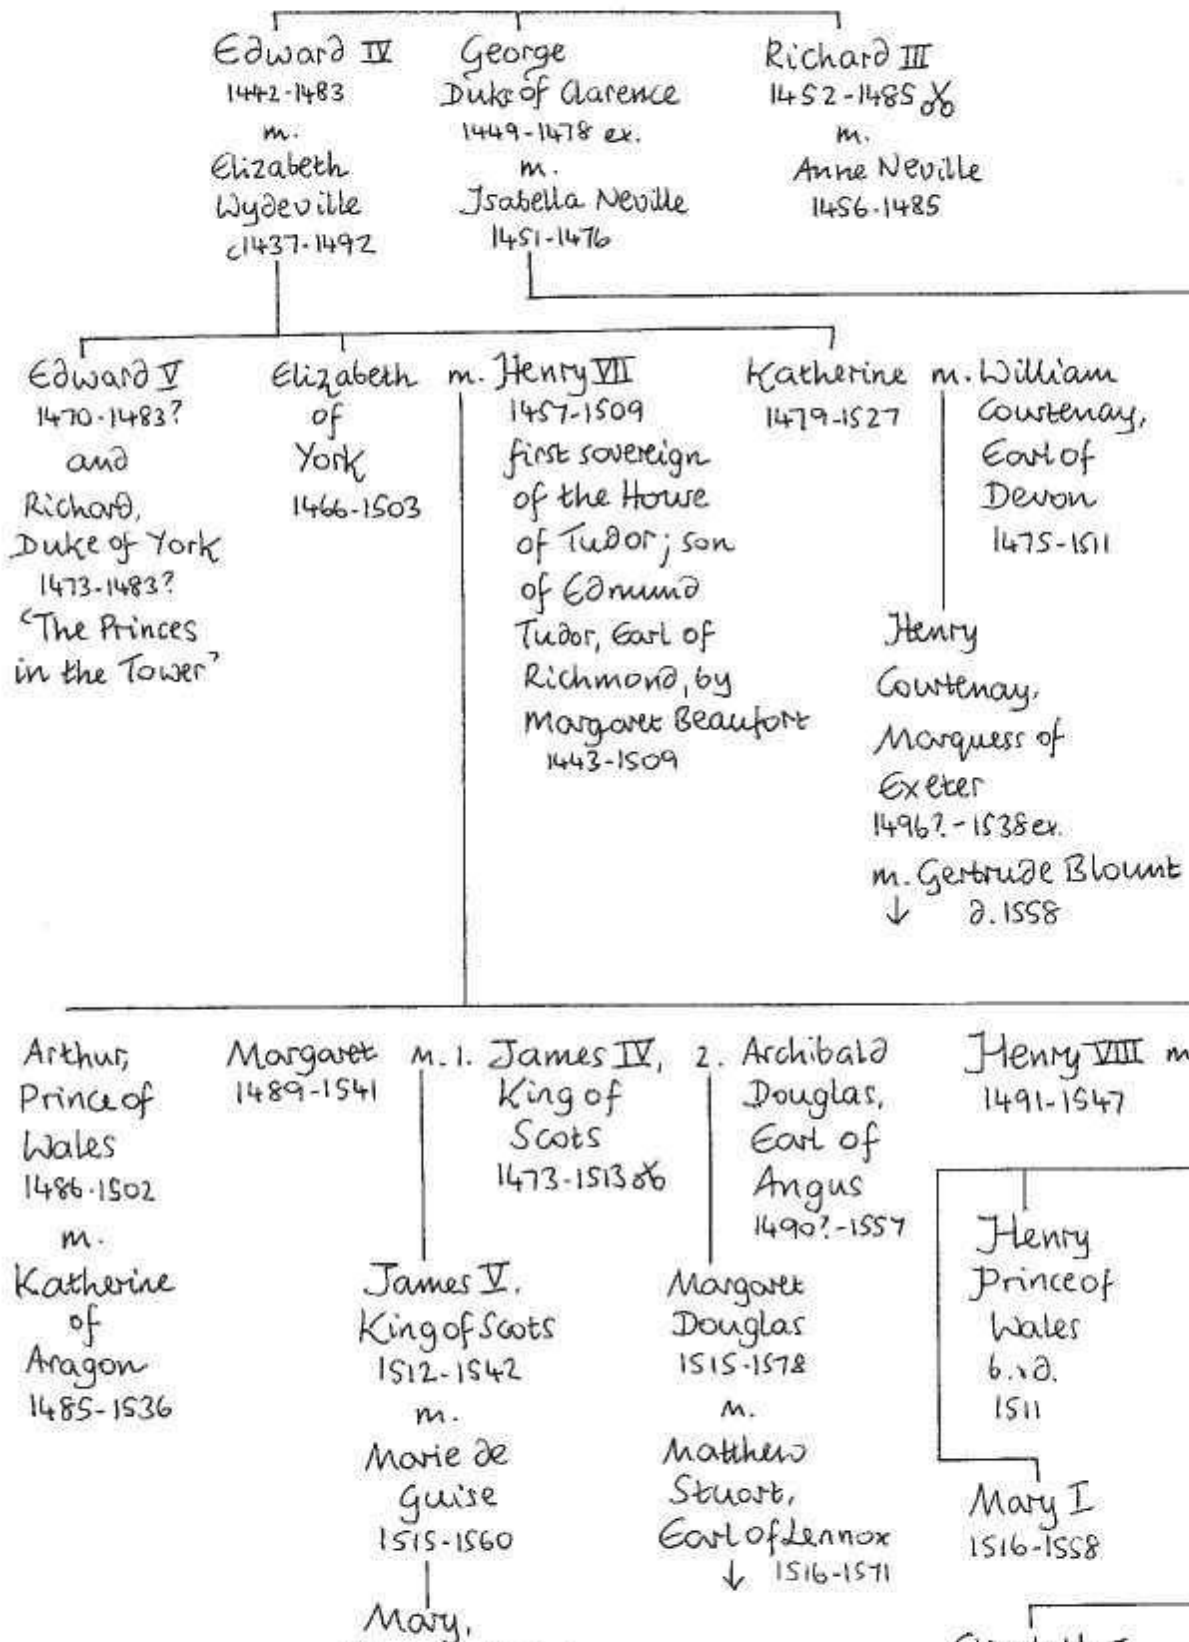 Edward IV
1442-1483
m.
Elizabeth
Wydeville
c1437-1492
George
Duke of Clarence
1449-1478 ex.
m.
Isabella Neville
1451-1476
Richard III
1452-1485
m.
Anne Neville
1456-1485
Edward V
1470-1483?
and
Richard,
Duke of York
1473-1483?
'The Princes
in the Tower'
Elizabeth
of
York
1466-1503
m. Henry VII
1457-1509
first sovereign
of the House
of Tudor; son
of Edmund
Tudor, Earl of
Richmond, by
Margaret Beaufort
1443-1509
Katherine
1479-1527
m. William
Courtenay,
Earl of
Devon
1475-1511
Henry
Courtenay,
Marquess of
Exeter
1496?-1538 ex.
m. Gertrude Blount
↓ d. 1558
Arthur,
Prince of
Wales
1486-1502
m.
Katherine
of
Aragon
1485-1536
Margaret
1489-1541
m. 1. James IV,
King of
Scots
1473-1513
2. Archibald
Douglas,
Earl of
Angus
1490?-1557
Henry VIII m
1491-1547
James V.
King of Scots
1512-1542
m.
Marie de
Guise
1515-1560
Mary,
Margaret
Douglas
1515-1578
m.
Matthew
Stuart,
Earl of Lennox
↓ 1516-1571
Henry
Prince of
Wales
b. & d.
1511
Mary I
1516-1558